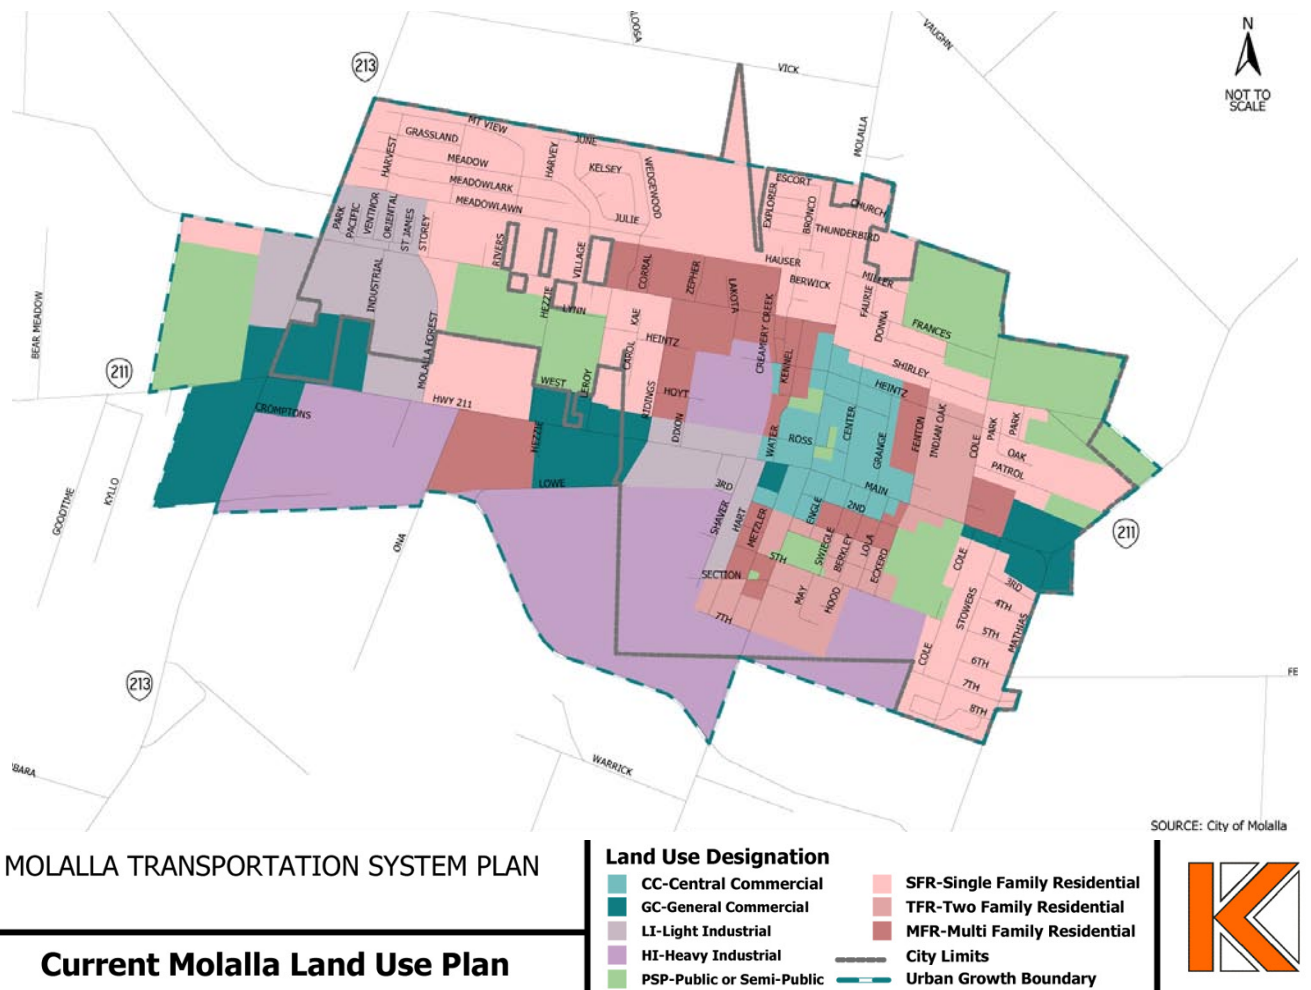 LOOSA
VAUGHN
N
NOT TO
SCALE
213
VICK
MOLALLA
MT VIEW
GRASSLAND
JUNE
HARVEST
HARVEY
MEADOW
KELSEY
WEDGEWOOD
MEADOWLARK
ESCORT
MEADOWLAWN
EXPLORER
BRONCO
CHURCH
PARK
PACIFIC
VENTNOR
ORIENTAL
ST JAMES
STOREY
JULIE
THUNDERBIRD
RIVERS
VILLAGE
HAUSER
CORRAL
ZEPHER
BERWICK
MILLER
INDUSTRIAL
LAKOTA
CREAMERY CREEK
FAURIE
DONNA
HEZZIE
LYNN
KAE
FRANCES
BEAR MEADOW
MOLALLA FOREST
HEINTZ
CAROL
SHIRLEY
211
KENNEL
HEINTZ
WEST
LEROY
HOYT
RIDINGS
HWY 211
CROMPTONS
DIXON
CENTER
FENTON
INDIAN OAK
PARK
PARK
COLE
WATER
ROSS
GRANGE
OAK
PATROL
HEZZIE
LOWE
3RD
MAIN
GOODTIME
KYLLO
SHAVER
HART
ENGLE
2ND
METZLER
ONA
SWIEGLE
BERKLEY
LOLA
ECKERD
5TH
211
COLE
SECTION
MAY
HOOD
STOWERS
3RD
4TH
7TH
5TH
MATHIAS
COLE
6TH
FE
213
7TH
8TH
WARRICK
BARA
SOURCE: City of Molalla
MOLALLA TRANSPORTATION SYSTEM PLAN
Current Molalla Land Use Plan
Land Use Designation
CC-Central Commercial
GC-General Commercial
LI-Light Industrial
HI-Heavy Industrial
PSP-Public or Semi-Public
SFR-Single Family Residential
TFR-Two Family Residential
MFR-Multi Family Residential
City Limits
Urban Growth Boundary